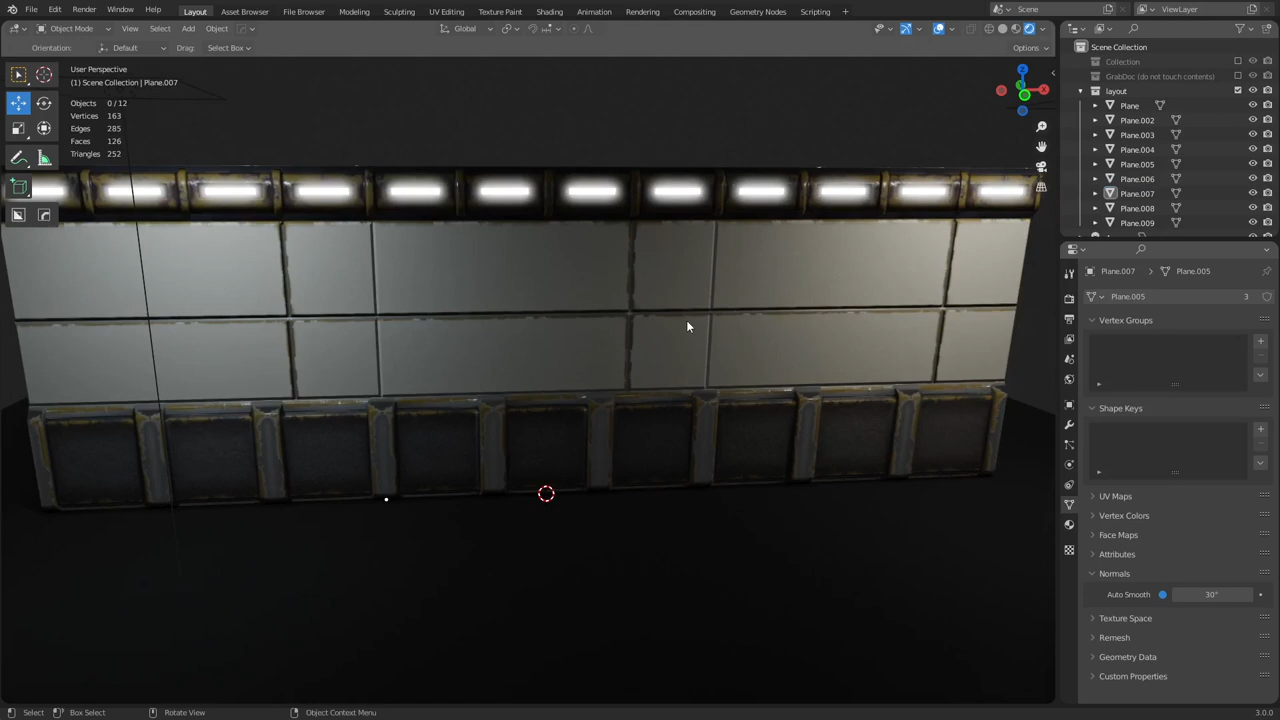 File Edit Render Window Help
Layout Asset Browser File Browser Modeling Sculpting UV Editing Texture Paint Shading Animation Rendering Compositing Geometry Nodes Scripting +
Scene
ViewLayer
Object Mode View Select Add Object
Global
Orientation: Default Drag: Select Box
Options
User Perspective
(1) Scene Collection | Plane.007
Objects 0 / 12
Vertices 163
Edges 285
Faces 126
Triangles 252
Z
X
Y
Scene Collection
Collection
GrabDoc (do not touch contents)
layout
Plane
Plane.002
Plane.003
Plane.004
Plane.005
Plane.006
Plane.007
Plane.008
Plane.009
Plane.007 Plane.005
Plane.005 3
Vertex Groups
Shape Keys
UV Maps
Vertex Colors
Face Maps
Attributes
Normals
Auto Smooth 30°
Texture Space
Remesh
Geometry Data
Custom Properties
Select Box Select Rotate View Object Context Menu 3.0.0